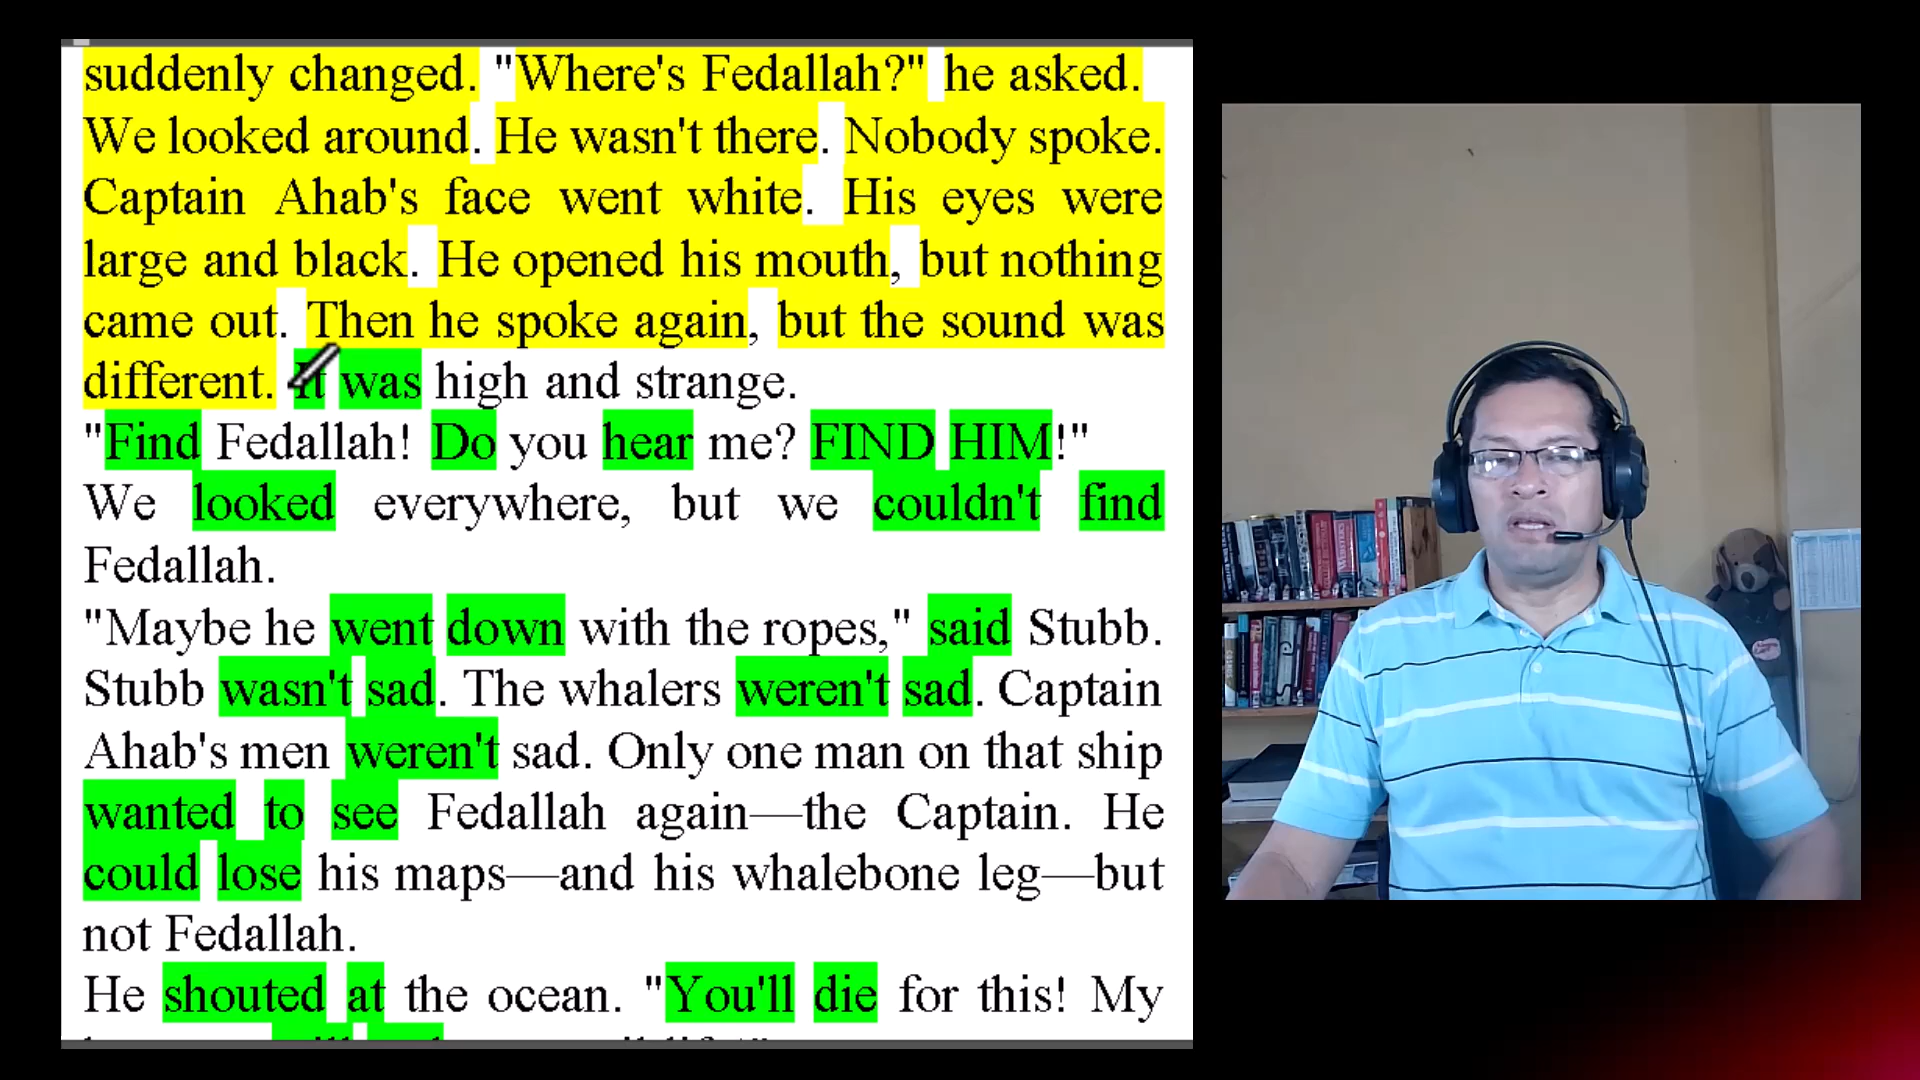 suddenly changed. "Where's Fedallah?" he asked.
We looked around. He wasn't there. Nobody spoke.
Captain Ahab's face went white. His eyes were
large and black. He opened his mouth, but nothing
came out. Then he spoke again, but the sound was
different. It was high and strange.
"Find Fedallah! Do you hear me? FIND HIM!"
We looked everywhere, but we couldn't find
Fedallah.
"Maybe he went down with the ropes," said Stubb.
Stubb wasn't sad. The whalers weren't sad. Captain
Ahab's men weren't sad. Only one man on that ship
wanted to see Fedallah again—the Captain. He
could lose his maps—and his whalebone leg—but
not Fedallah.
He shouted at the ocean. "You'll die for this! My